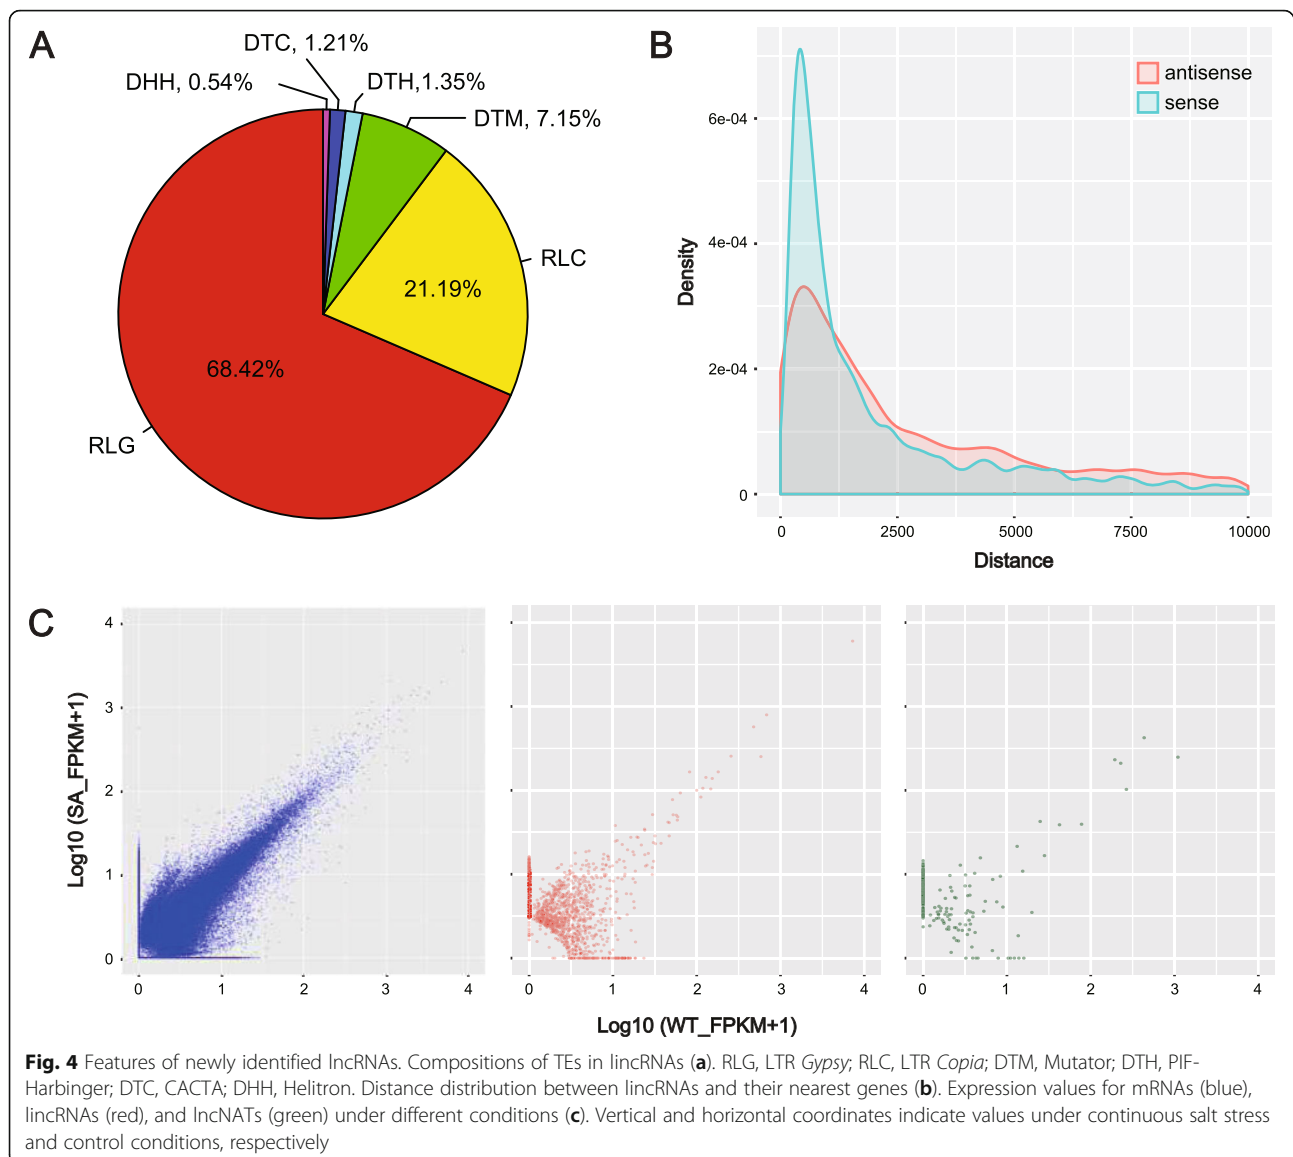 A
DTC, 1.21%
DHH, 0.54%
DTH,1.35%
DTM, 7.15%
RLC
21.19%
68.42%
RLG
B
antisense
sense
6e-04
4e-04
2e-04
0
Density
0 2500 5000 7500 10000
Distance
C
4
3
2
1
0
Log10 (SA_FPKM+1)
0 1 2 3 4
0 1 2 3 4
0 1 2 3 4
Log10 (WT_FPKM+1)
Fig. 4 Features of newly identified lncRNAs. Compositions of TEs in lincRNAs (a). RLG, LTR Gypsy; RLC, LTR Copia; DTM, Mutator; DTH, PIF-
Harbinger; DTC, CACTA; DHH, Helitron. Distance distribution between lincRNAs and their nearest genes (b). Expression values for mRNAs (blue),
lincRNAs (red), and lncNATs (green) under different conditions (c). Vertical and horizontal coordinates indicate values under continuous salt stress
and control conditions, respectively